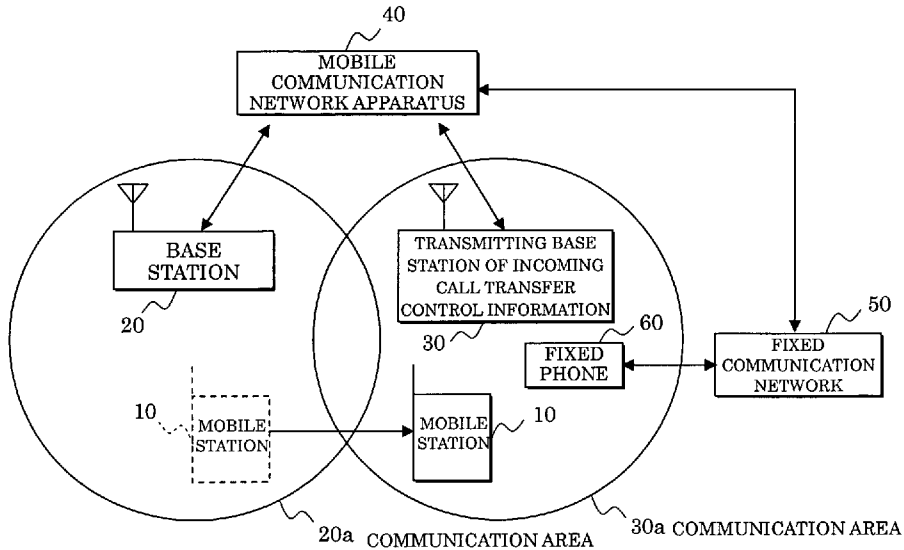 40
MOBILE
COMMUNICATION
NETWORK APPARATUS
BASE
STATION
20
TRANSMITTING BASE
STATION OF INCOMING
CALL TRANSFER
CONTROL INFORMATION
30
60
FIXED
PHONE
50
FIXED
COMMUNICATION
NETWORK
10
MOBILE
STATION
MOBILE
STATION
10
20a COMMUNICATION AREA
30a COMMUNICATION AREA